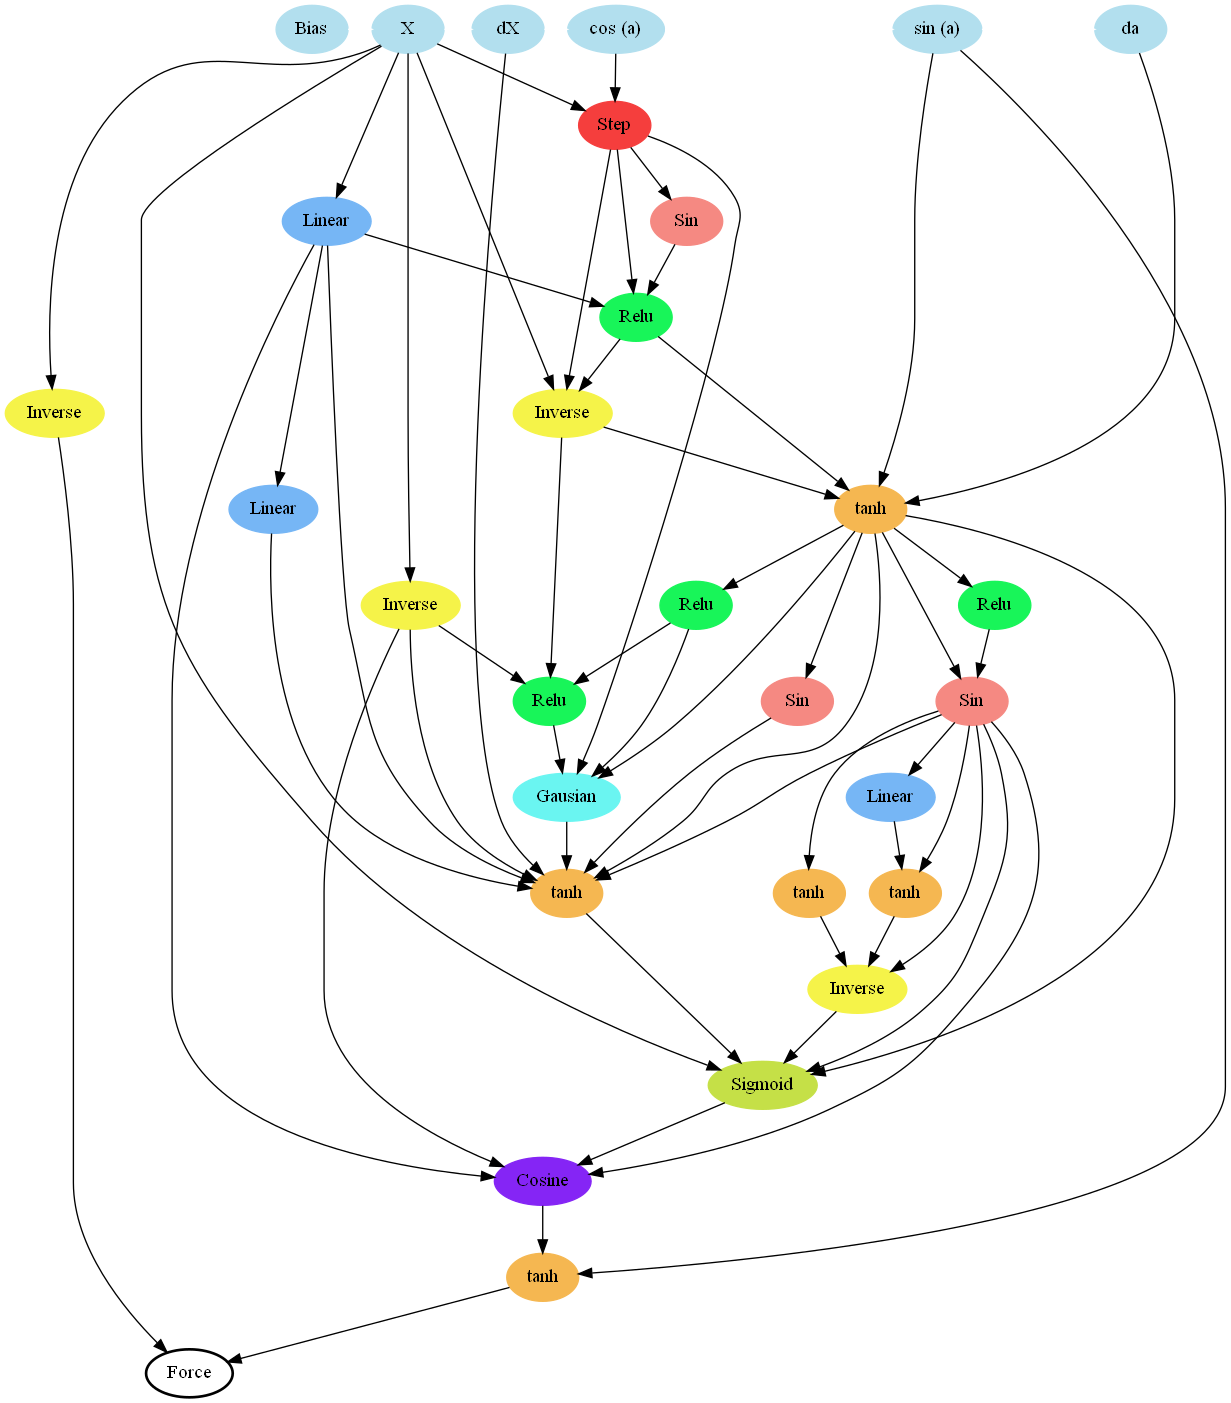 Bias
X
dX
cos (a)
sin (a)
da
Step
Linear
Sin
Relu
Inverse
Inverse
Linear
tanh
Inverse
Relu
Relu
Relu
Sin
Sin
Gausian
Linear
tanh
tanh
tanh
Inverse
Sigmoid
Cosine
tanh
Force